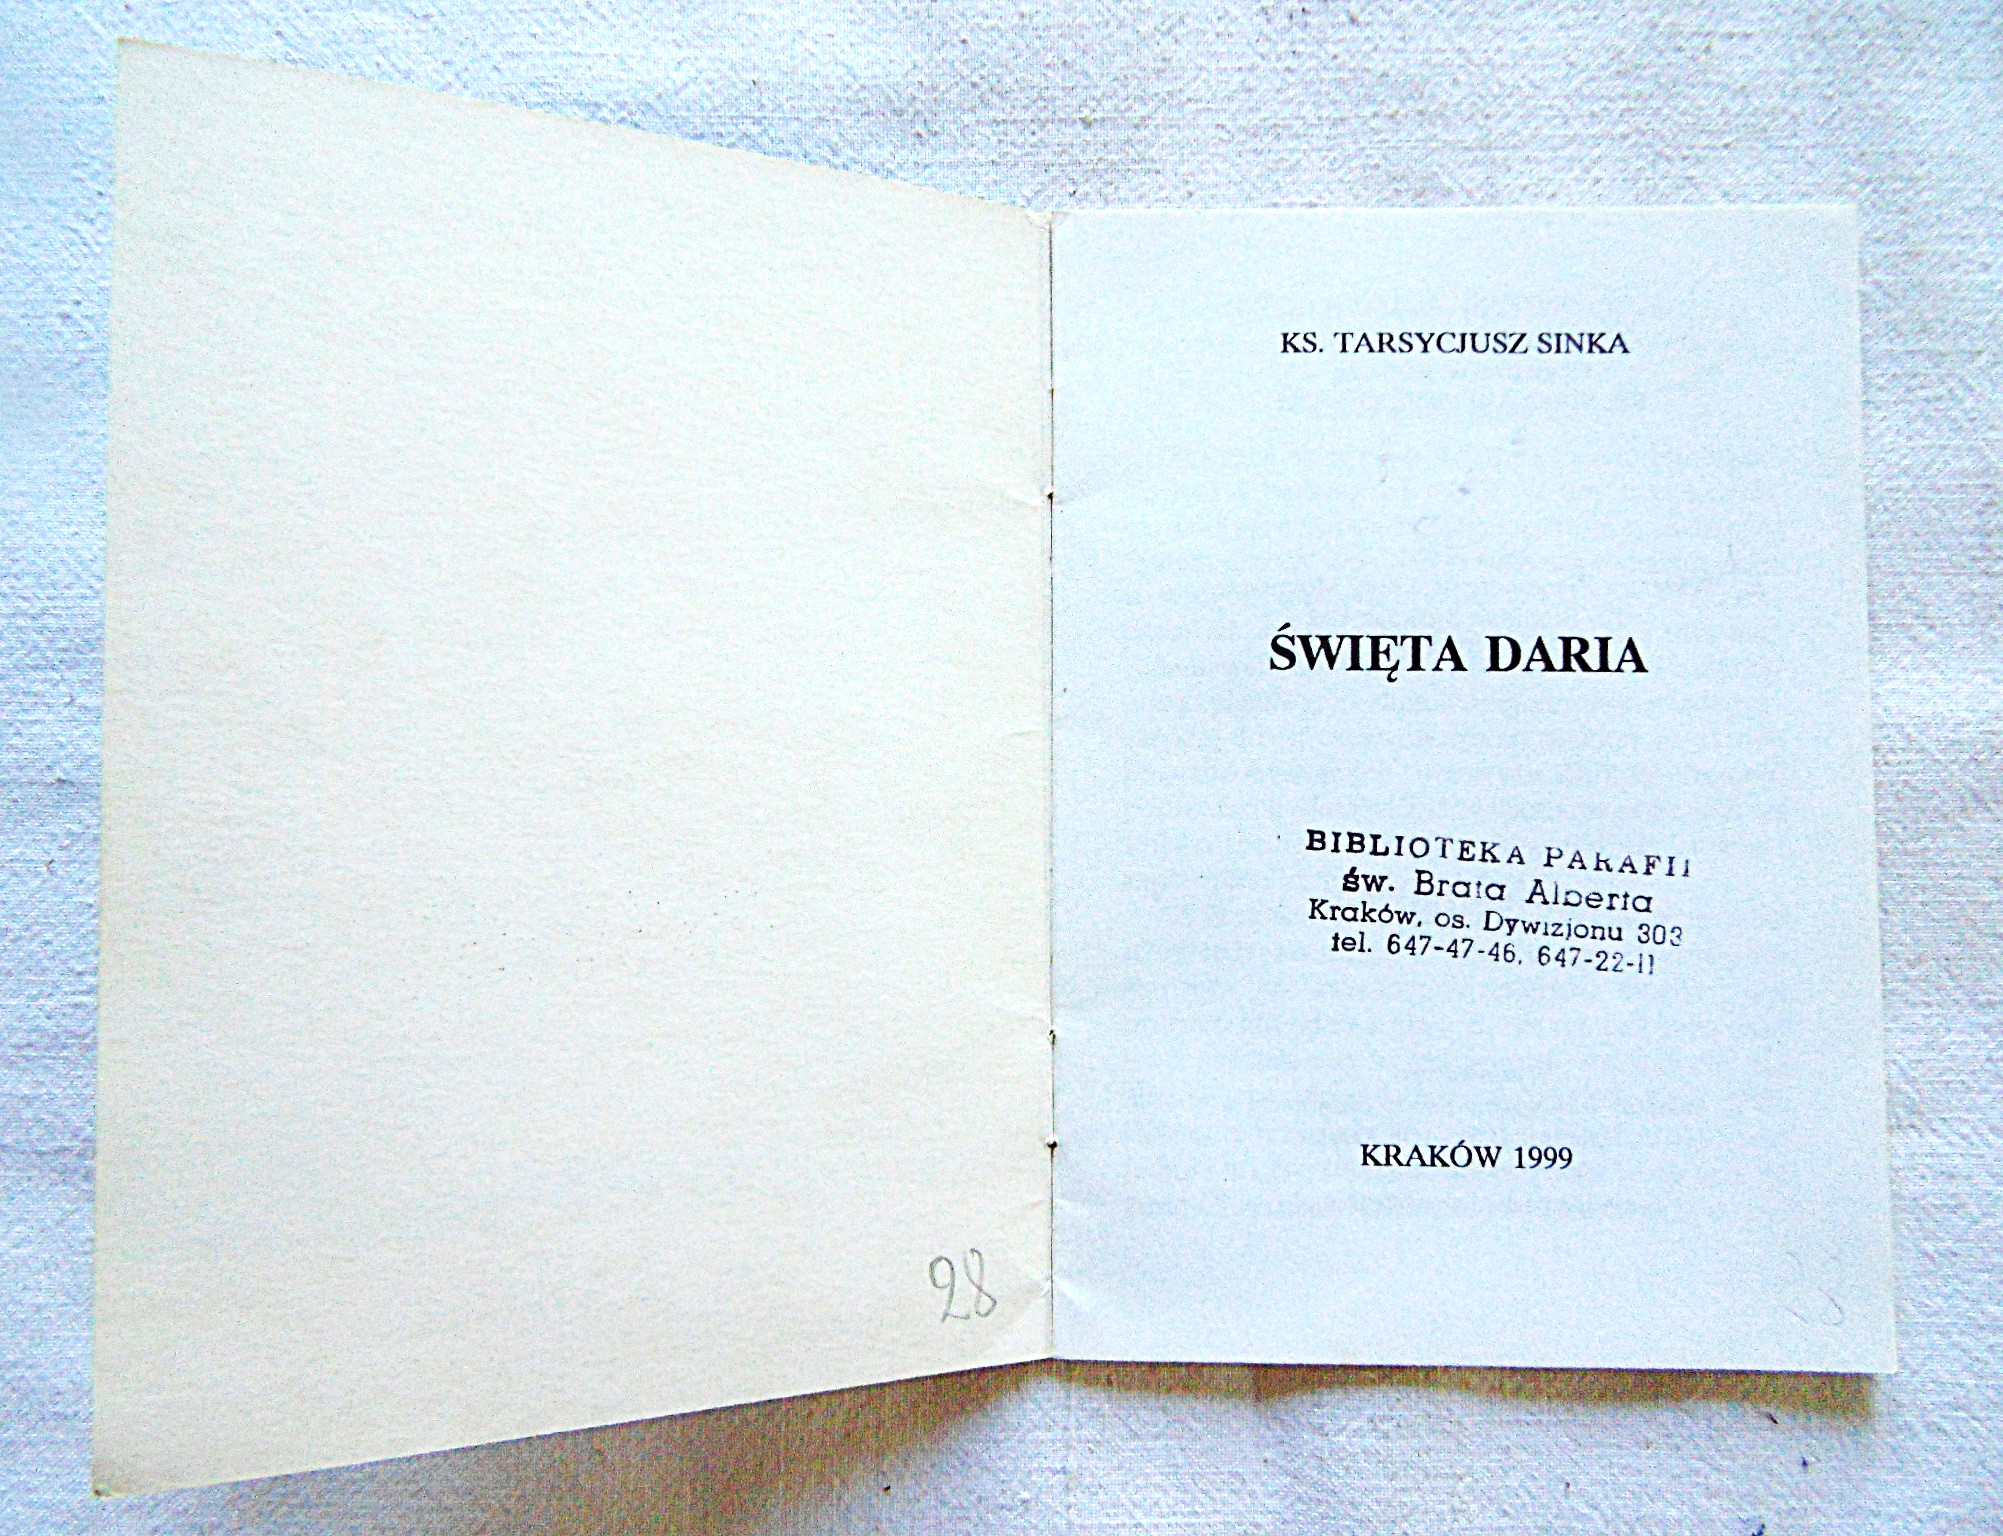 KS. TARSYCJUSZ SINKA
ŚWIĘTA DARIA
BIBLIOTEKA PARAFII
św. Brata Alberta
Kraków, os. Dywizjonu 303
tel. 647-47-46, 647-22-11
KRAKÓW 1999
28